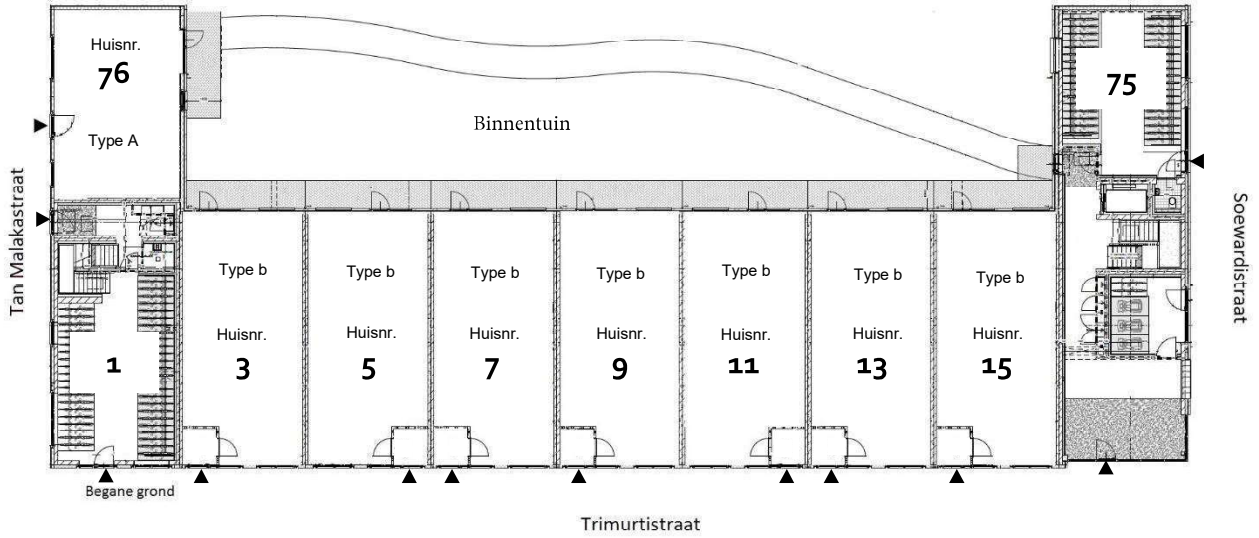 Huisnr.
76
Type A
75
Binnentuin
Tan Malakastraat
Soewardistraat
Type b
Huisnr.
3
Type b
Huisnr.
5
Type b
Huisnr.
7
Type b
Huisnr.
9
Type b
Huisnr.
11
Type b
Huisnr.
13
Type b
Huisnr.
15
1
Begane grond
Trimurtistraat